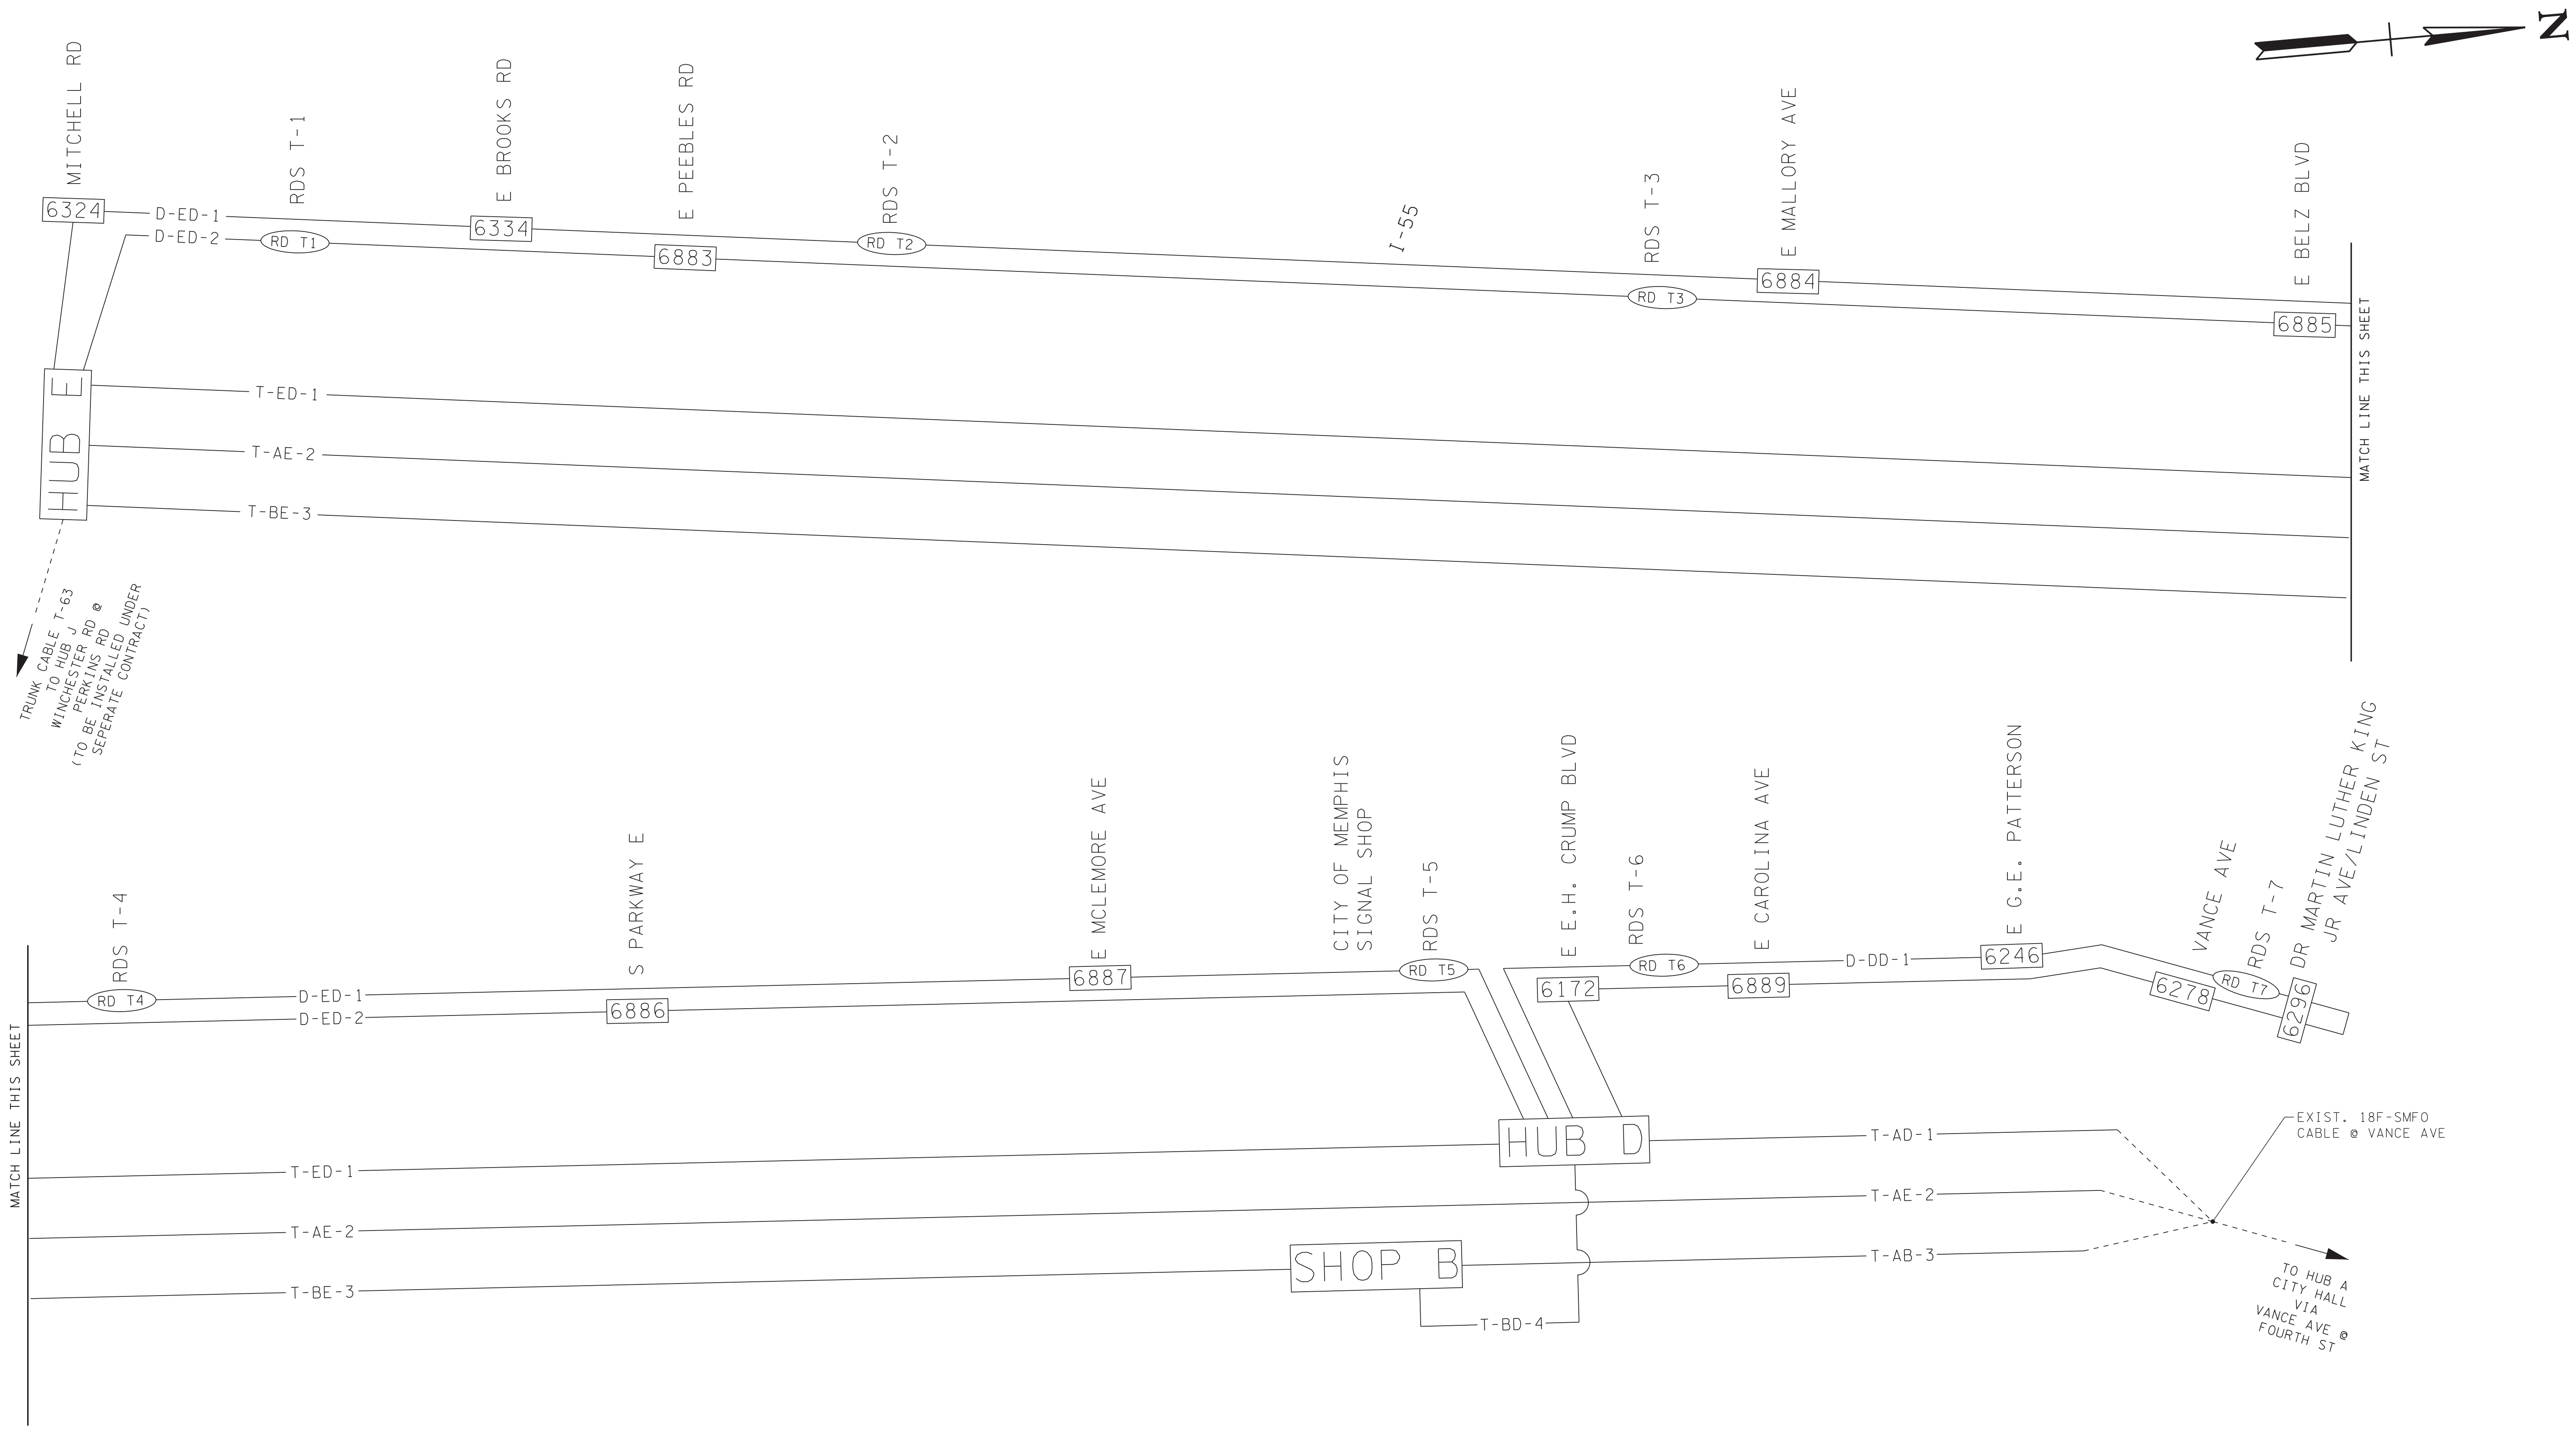 N
MITCHELL RD
RDS T-1
E BROOKS RD
E PEEBLES RD
RDS T-2
I-55
RDS T-3
E MALLORY AVE
E BELZ BLVD
6324
D-ED-1
6334
RD T2
6884
D-ED-2
RD T1
6883
RD T3
6885
MATCH LINE THIS SHEET
HUB E
T-ED-1
T-AE-2
T-BE-3
TRUNK CABLE T-63
TO HUB J
WINCHESTER RD @
PERKINS RD
(TO BE INSTALLED UNDER
SEPERATE CONTRACT)
RDS T-4
S PARKWAY E
E MCLEMORE AVE
CITY OF MEMPHIS
SIGNAL SHOP
RDS T-5
E E.H. CRUMP BLVD
RDS T-6
E CAROLINA AVE
E G.E. PATTERSON
VANCE AVE
RDS T-7
DR MARTIN LUTHER KING
JR AVE/LINDEN ST
MATCH LINE THIS SHEET
RD T4
D-ED-1
6887
RD T5
D-ED-2
6886
RD T6
D-DD-1
6246
RD T7
6172
6889
6278
6296
HUB D
T-ED-1
T-AD-1
T-AE-2
T-AE-2
T-BE-3
SHOP B
T-AB-3
T-BD-4
EXIST. 18F-SMFO
CABLE @ VANCE AVE
TO HUB A
CITY HALL
VIA
VANCE AVE @
FOURTH ST